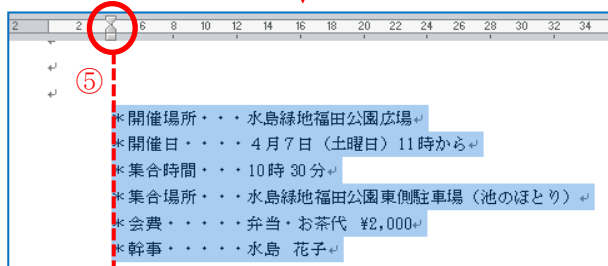 2 2 6 8 10 12 14 16 18 20 22 24 26 28 30 32 34
⑤
*開催場所・・・水島緑地福田公園広場↵
*開催日・・・・4月7日（土曜日）11時から↵
*集合時間・・・10時30分↵
*集合場所・・・水島緑地福田公園東側駐車場（池のほとり）↵
*会費・・・・・弁当・お茶代 ¥2,000↵
*幹事・・・・・水島 花子↵